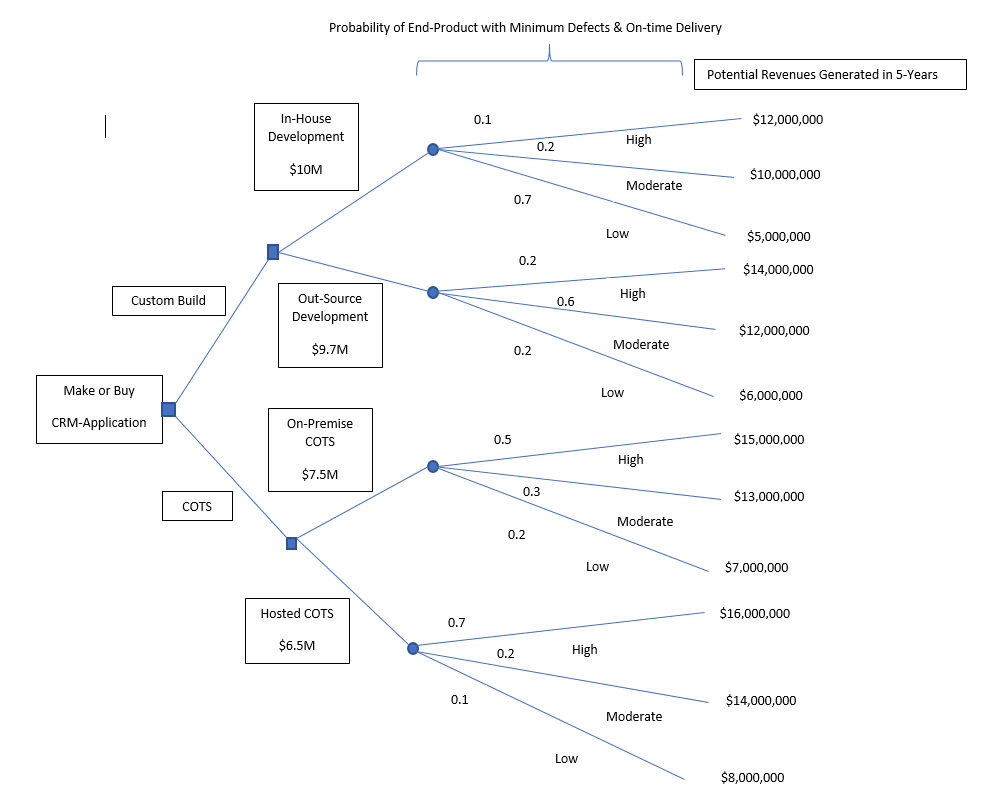 Probability of End-Product with Minimum Defects & On-time Delivery
Potential Revenues Generated in 5-Years
In-House
Development
$10M
0.1
High
$12,000,000
0.2
Moderate
$10,000,000
0.7
Low
$5,000,000
Custom Build
Out-Source
Development
$9.7M
0.2
High
$14,000,000
0.6
Moderate
$12,000,000
0.2
Low
$6,000,000
Make or Buy
CRM-Application
On-Premise
COTS
$7.5M
0.5
High
$15,000,000
0.3
Moderate
$13,000,000
0.2
Low
$7,000,000
COTS
Hosted COTS
$6.5M
0.7
High
$16,000,000
0.2
Moderate
$14,000,000
0.1
Low
$8,000,000